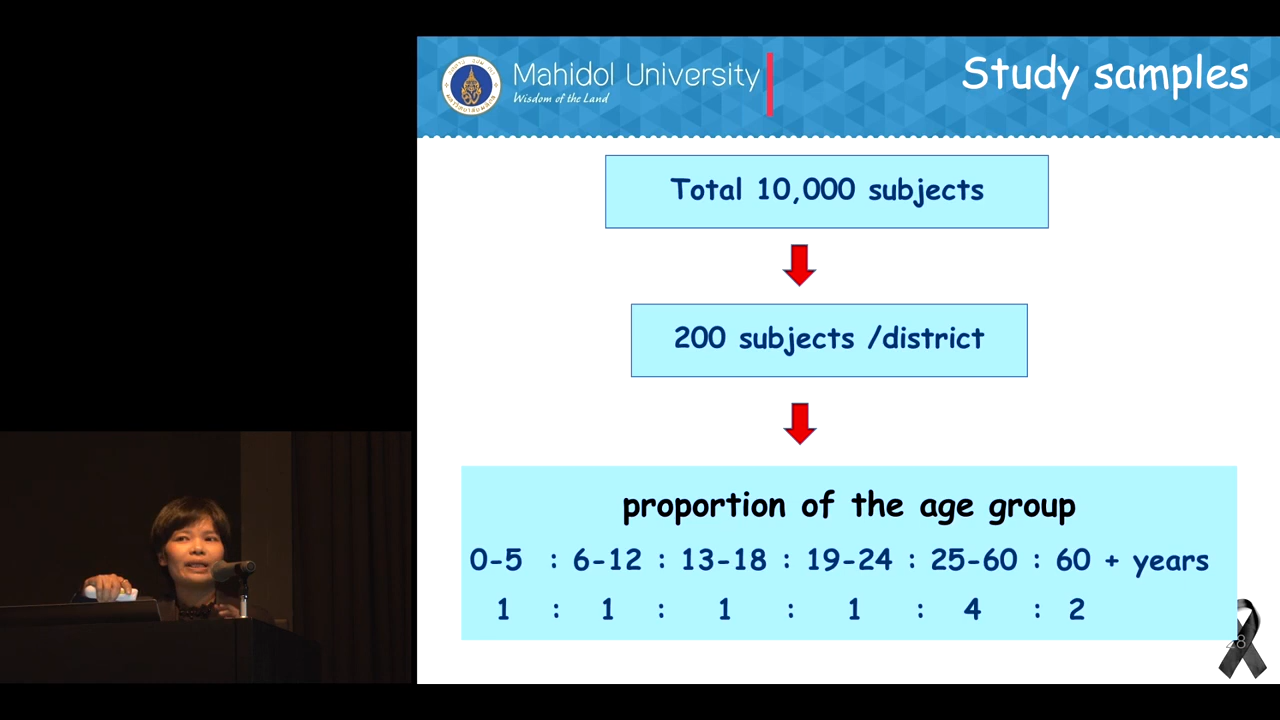 Mahidol University
Wisdom of the Land
Study samples
Total 10,000 subjects
200 subjects /district
proportion of the age group
0-5 : 6-12 : 13-18 : 19-24 : 25-60 : 60 + years
1 : 1 : 1 : 1 : 4 : 2
28